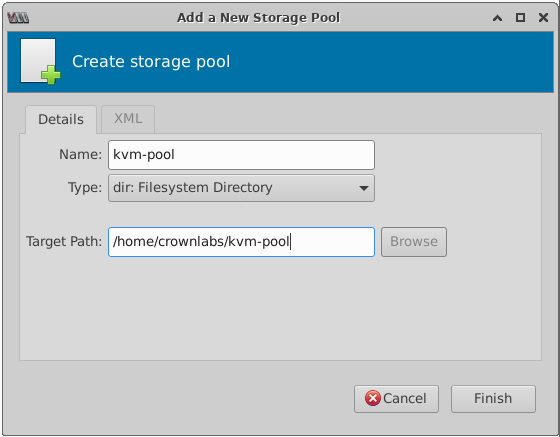 Add a New Storage Pool
Create storage pool
Details XML
Name: kvm-pool
Type: dir: Filesystem Directory
Target Path: /home/crownlabs/kvm-pool Browse
Cancel Finish